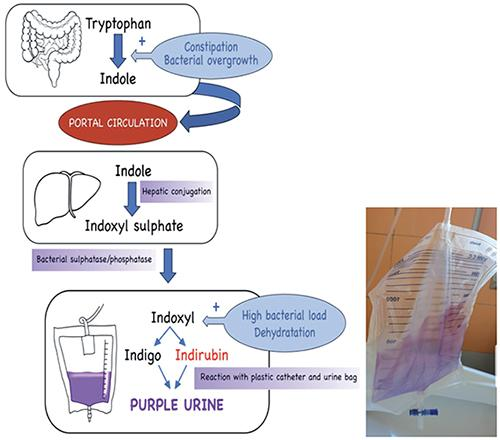 Tryptophan
+
Constipation
Bacterial overgrowth
Indole
PORTAL CIRCULATION
Indole
Hepatic conjugation
Indoxyl sulphate
Bacterial sulphatase/phosphatase
Indoxyl
+
High bacterial load
Dehydratation
Indigo
Indirubin
Reaction with plastic catheter and urine bag
PURPLE URINE